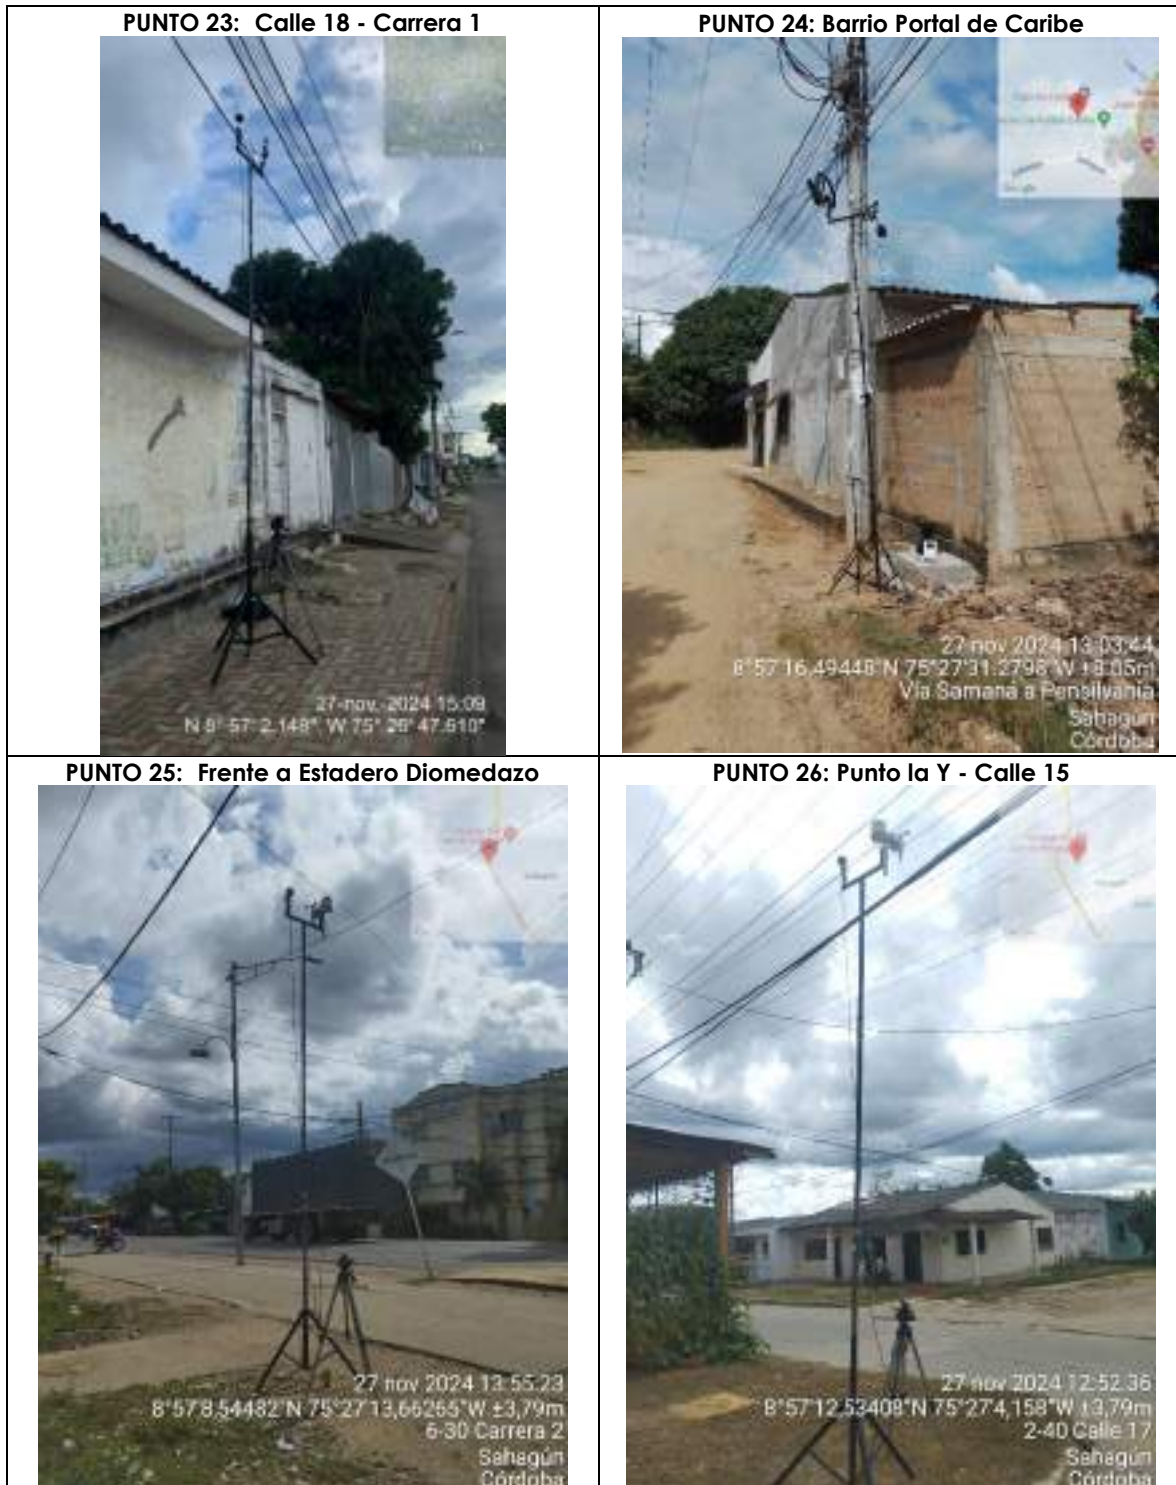 PUNTO 23: Calle 18 - Carrera 1
27-nov.-2024 15:09
N 8° 57' 2,148", W 75° 26' 47.610"
PUNTO 24: Barrio Portal de Caribe
27 nov 2024 13:03:44
8°57'16,49448"N 75°27'31.2798"W ±8.05m
Vía Samaná a Pensilvania
Sahagún
Córdoba
PUNTO 25: Frente a Estadero Diomedazo
27 nov 2024 13:55:23
8°57'8,54482"N 75°27'13,66265"W ±3,79m
6-30 Carrera 2
Sahagún
Córdoba
PUNTO 26: Punto la Y - Calle 15
27 nov 2024 12:52:36
8°57'12,53408"N 75°27'4,158"W ±3,79m
2-40 Calle 17
Sahagún
Córdoba